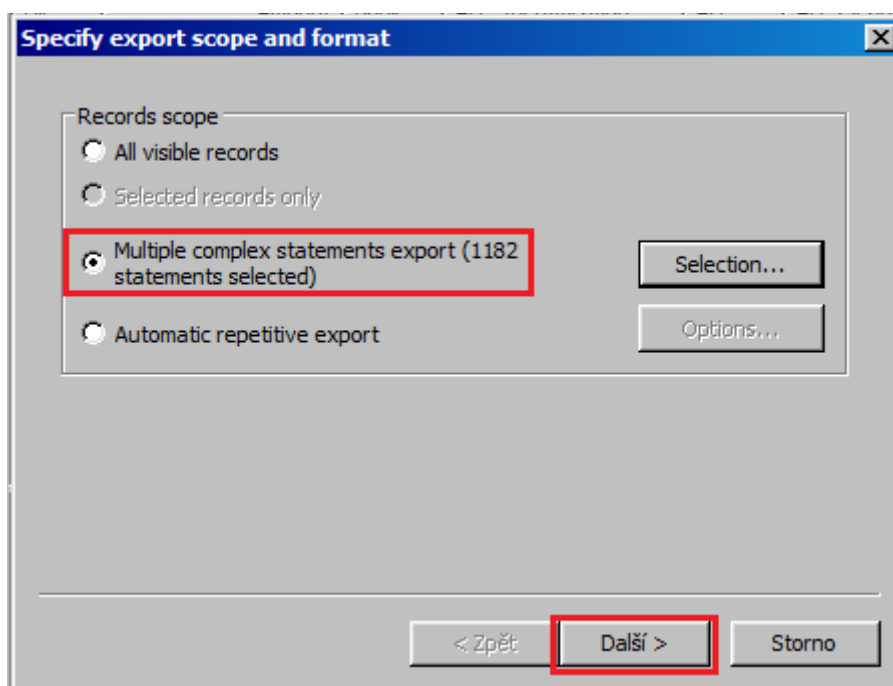 Specify export scope and format
Records scope
All visible records
Selected records only
Multiple complex statements export (1182
statements selected)
Selection...
Automatic repetitive export
Options...
< Zpět
Další >
Storno